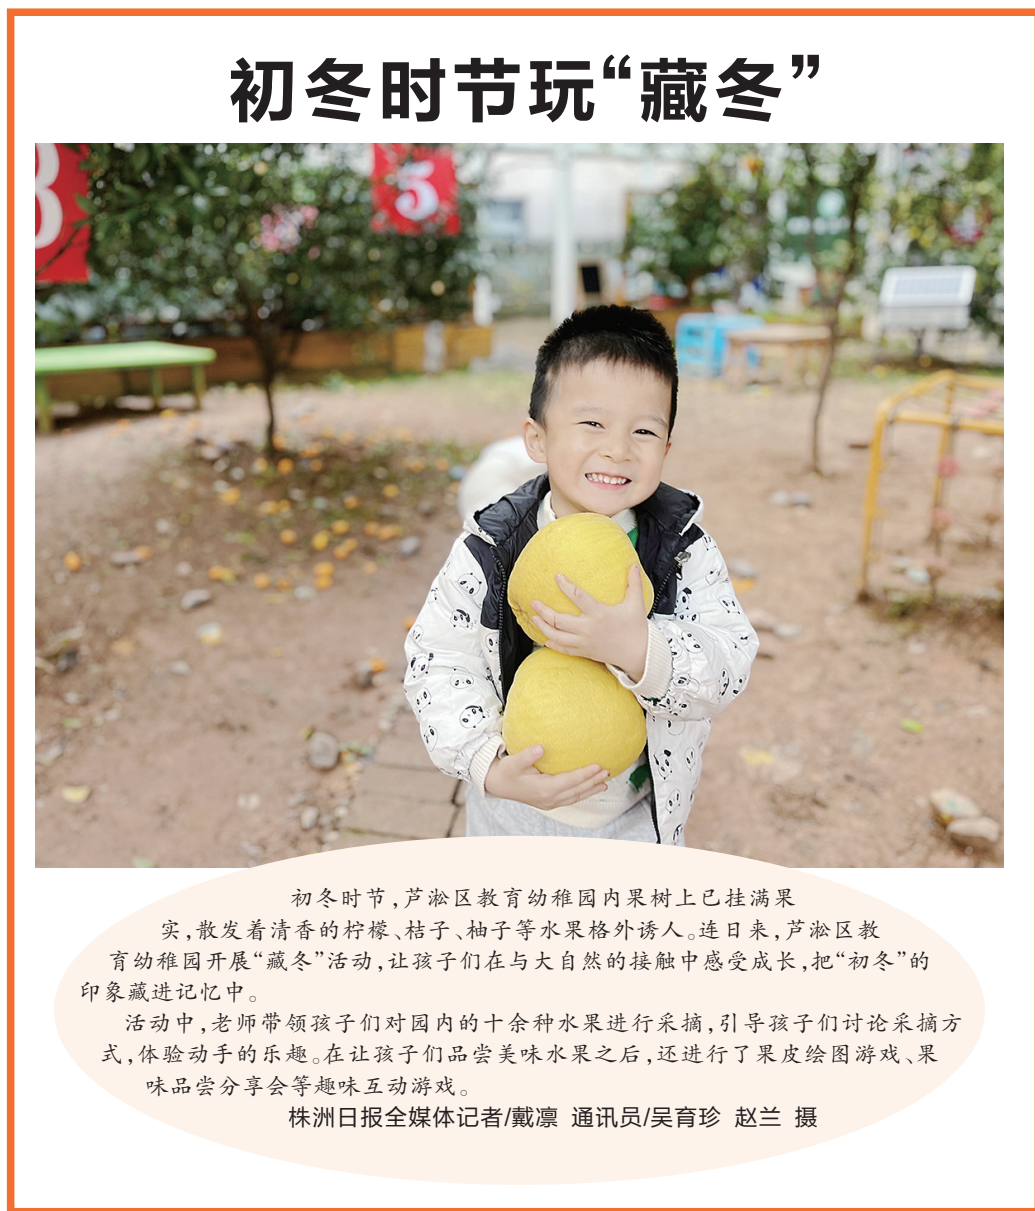 初冬时节玩“藏冬”
3
5
初冬时节,芦淞区教育幼稚园内果树上已挂满果
实,散发着清香的柠檬、桔子、柚子等水果格外诱人。连日来,芦淞区教
育幼稚园开展“藏冬”活动,让孩子们在与大自然的接触中感受成长,把“初冬”的
印象藏进记忆中。
活动中,老师带领孩子们对园内的十余种水果进行采摘,引导孩子们讨论采摘方
式,体验动手的乐趣。在让孩子们品尝美味水果之后,还进行了果皮绘图游戏、果
味品尝分享会等趣味互动游戏。
株洲日报全媒体记者/戴凛 通讯员/吴育珍 赵兰 摄